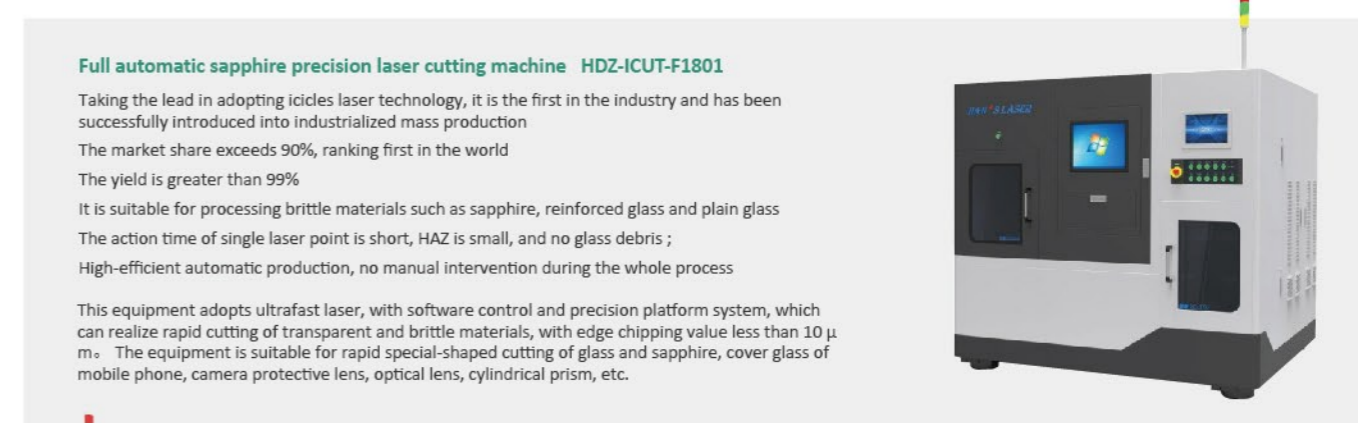 Full automatic sapphire precision laser cutting machine HDZ-ICUT-F1801
Taking the lead in adopting icicles laser technology, it is the first in the industry and has been
successfully introduced into industrialized mass production
The market share exceeds 90%, ranking first in the world
The yield is greater than 99%
It is suitable for processing brittle materials such as sapphire, reinforced glass and plain glass
The action time of single laser point is short, HAZ is small, and no glass debris ;
High-efficient automatic production, no manual intervention during the whole process
This equipment adopts ultrafast laser, with software control and precision platform system, which
can realize rapid cutting of transparent and brittle materials, with edge chipping value less than 10 μ
m。 The equipment is suitable for rapid special-shaped cutting of glass and sapphire, cover glass of
mobile phone, camera protective lens, optical lens, cylindrical prism, etc.
HAN'S LASER